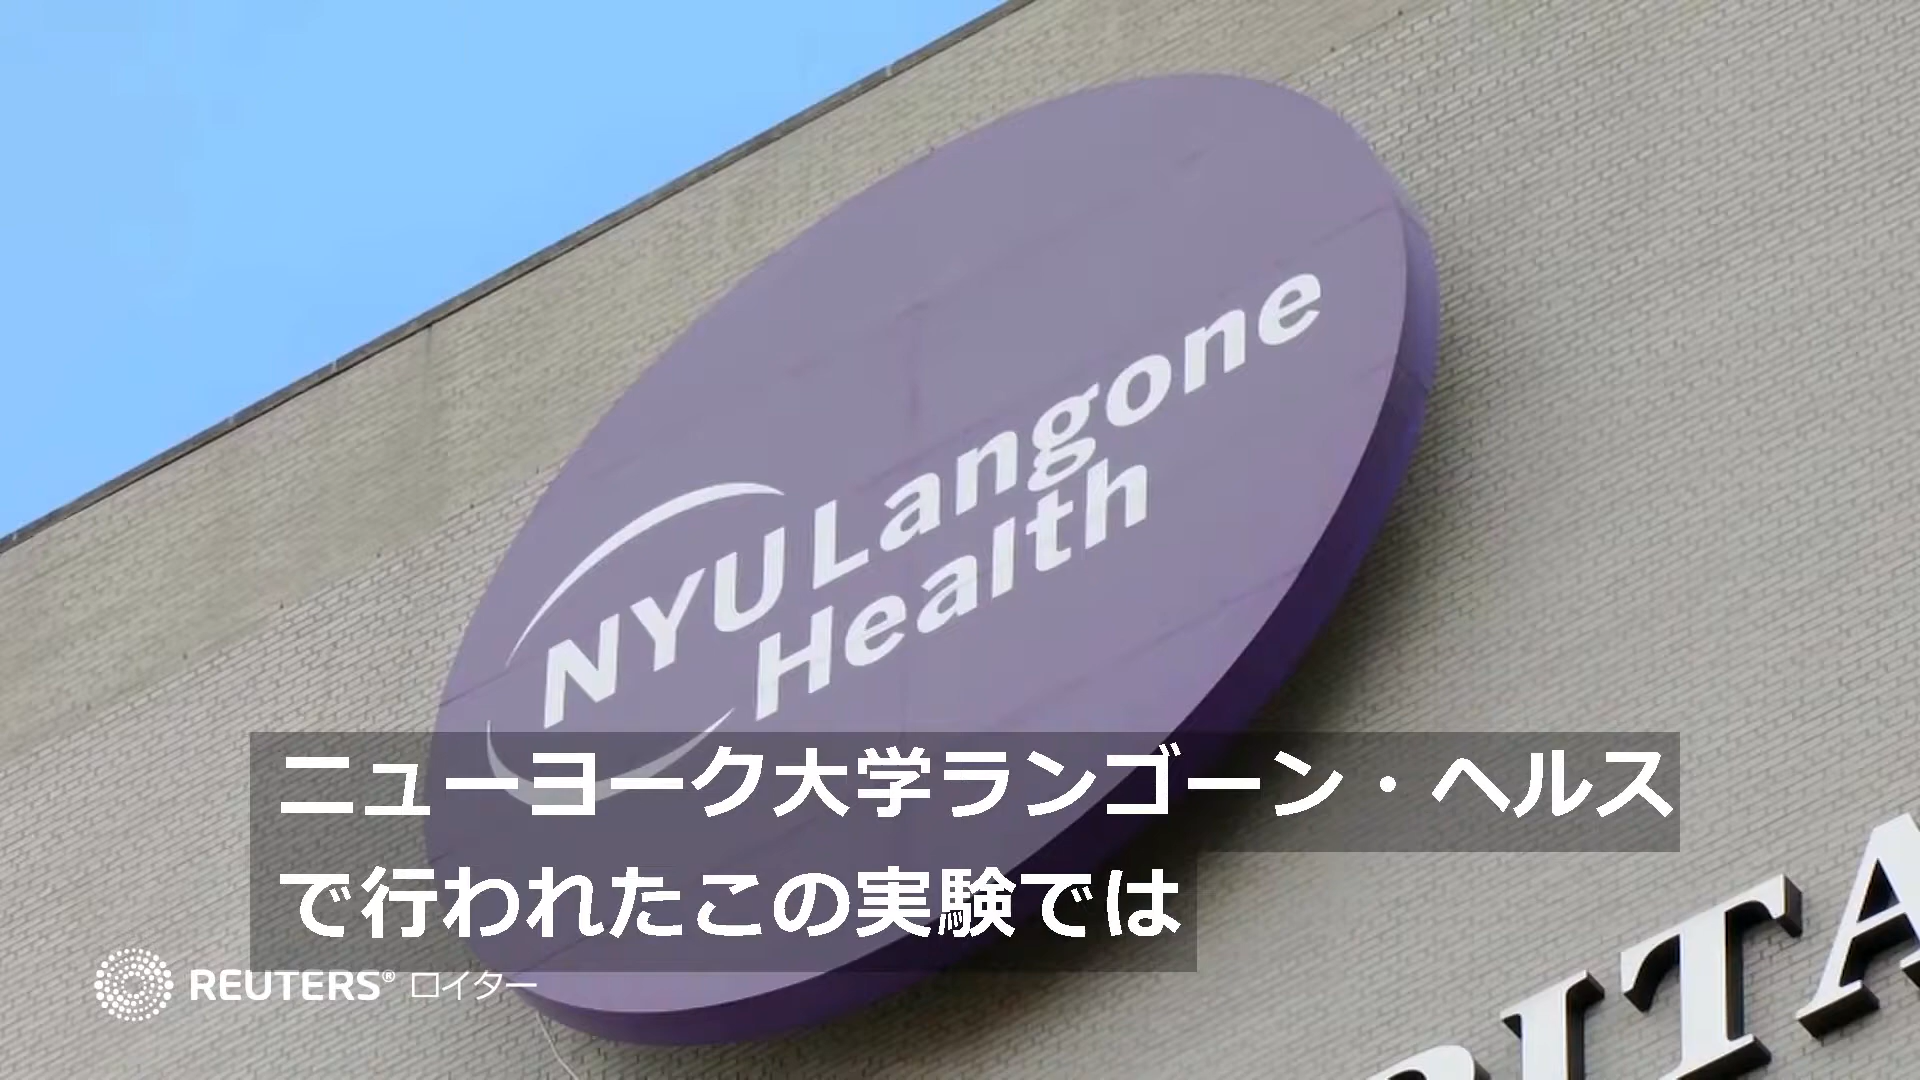 NYU Langone
Health
ニューヨーク大学ランゴーン・ヘルス
で行われたこの実験では
REUTERS® ロイター
PITA